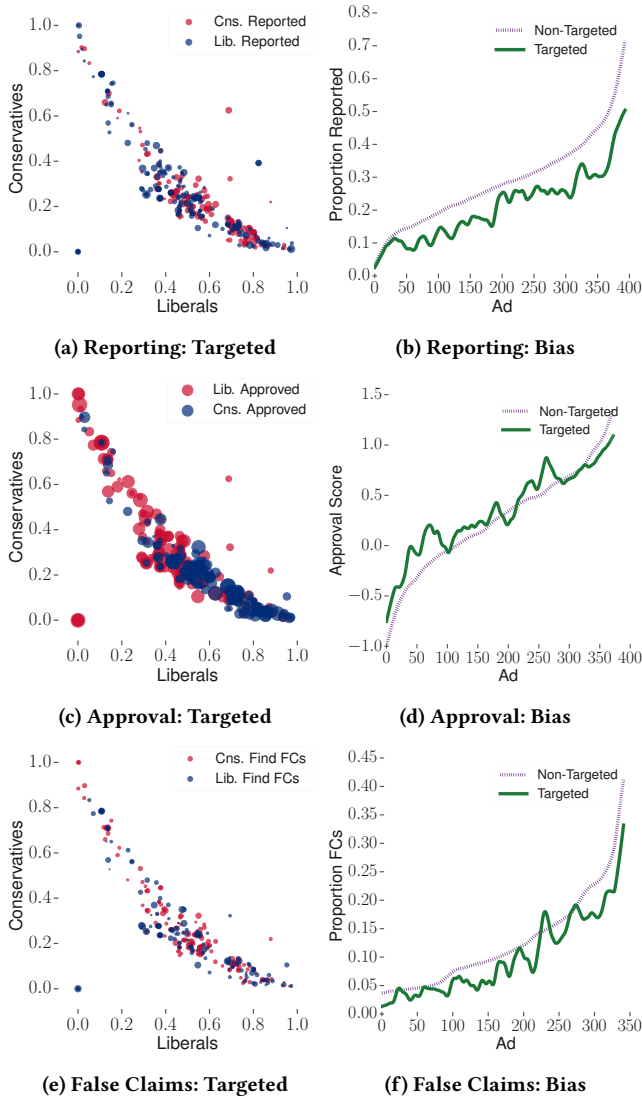 Cns. Reported
Lib. Reported
1.0
0.8
0.6
0.4
0.2
0.0
Conservatives
0.0 0.2 0.4 0.6 0.8 1.0
Liberals
(a) Reporting: Targeted
Non-Targeted
Targeted
0.8
0.7
0.6
0.5
0.4
0.3
0.2
0.1
0.0
Proportion Reported
0 50 100 150 200 250 300 350 400
Ad
(b) Reporting: Bias
Lib. Approved
Cns. Approved
1.0
0.8
0.6
0.4
0.2
0.0
Conservatives
0.0 0.2 0.4 0.6 0.8 1.0
Liberals
(c) Approval: Targeted
Non-Targeted
Targeted
1.5
1.0
0.5
0.0
−0.5
−1.0
Approval Score
0 50 100 150 200 250 300 350 400
Ad
(d) Approval: Bias
Cns. Find FCs
Lib. Find FCs
1.0
0.8
0.6
0.4
0.2
0.0
Conservatives
0.0 0.2 0.4 0.6 0.8 1.0
Liberals
(e) False Claims: Targeted
Non-Targeted
Targeted
0.45
0.40
0.35
0.30
0.25
0.20
0.15
0.10
0.05
0.00
Proportion FCs
0 50 100 150 200 250 300 350
Ad
(f) False Claims: Bias